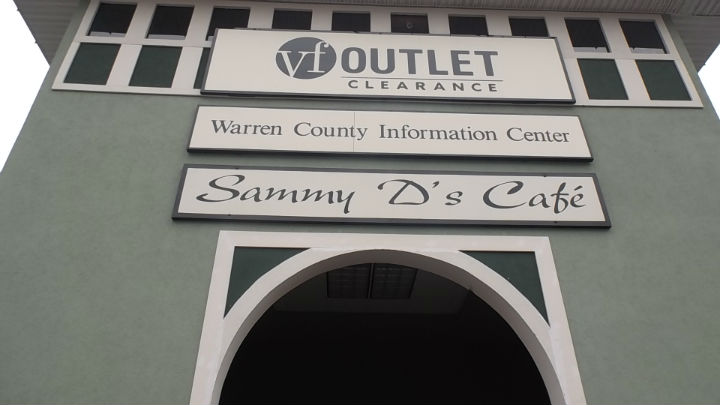 vf OUTLET
CLEARANCE
Warren County Information Center
Sammy D's Café